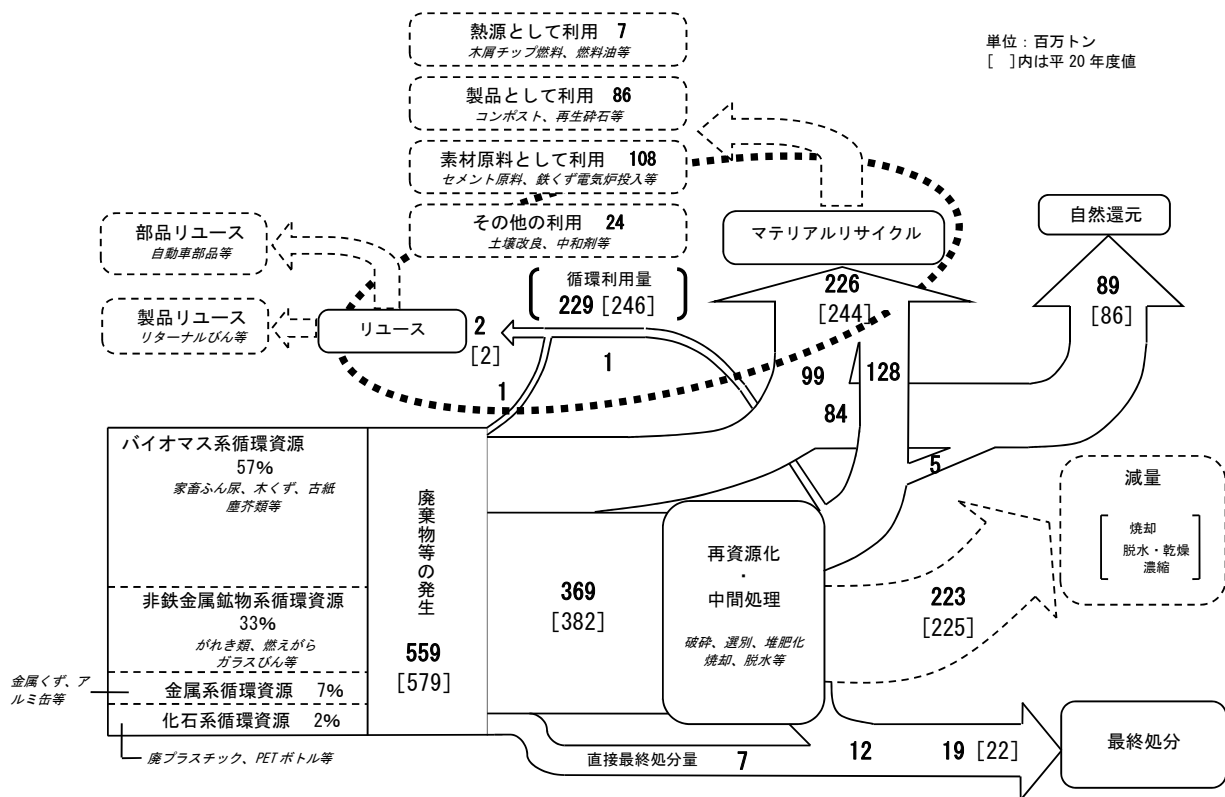 熱源として利用 7
木屑チップ燃料、燃料油等
単位：百万トン
[ ]内は平 20 年度値
製品として利用 86
コンポスト、再生砕石等
素材原料として利用 108
セメント原料、鉄くず電気炉投入等
その他の利用 24
土壌改良、中和剤等
部品リユース
自動車部品等
製品リユース
リターナルびん等
リユース
2
[2]
循環利用量
229 [246]
マテリアルリサイクル
226
[244]
自然還元
89
[86]
1
1
99
128
84
5
バイオマス系循環資源
57%
家畜ふん尿、木くず、古紙
塵芥類等
非鉄金属鉱物系循環資源
33%
がれき類、燃えがら
ガラスびん等
金属系循環資源 7%
化石系循環資源 2%
金属くず、ア
ルミ缶等
廃プラスチック、PETボトル等
廃棄物等の発生
559
[579]
369
[382]
再資源化
・
中間処理
破砕、選別、堆肥化
焼却、脱水等
減量
焼却
脱水・乾燥
濃縮
223
[225]
直接最終処分量 7
12
19 [22]
最終処分